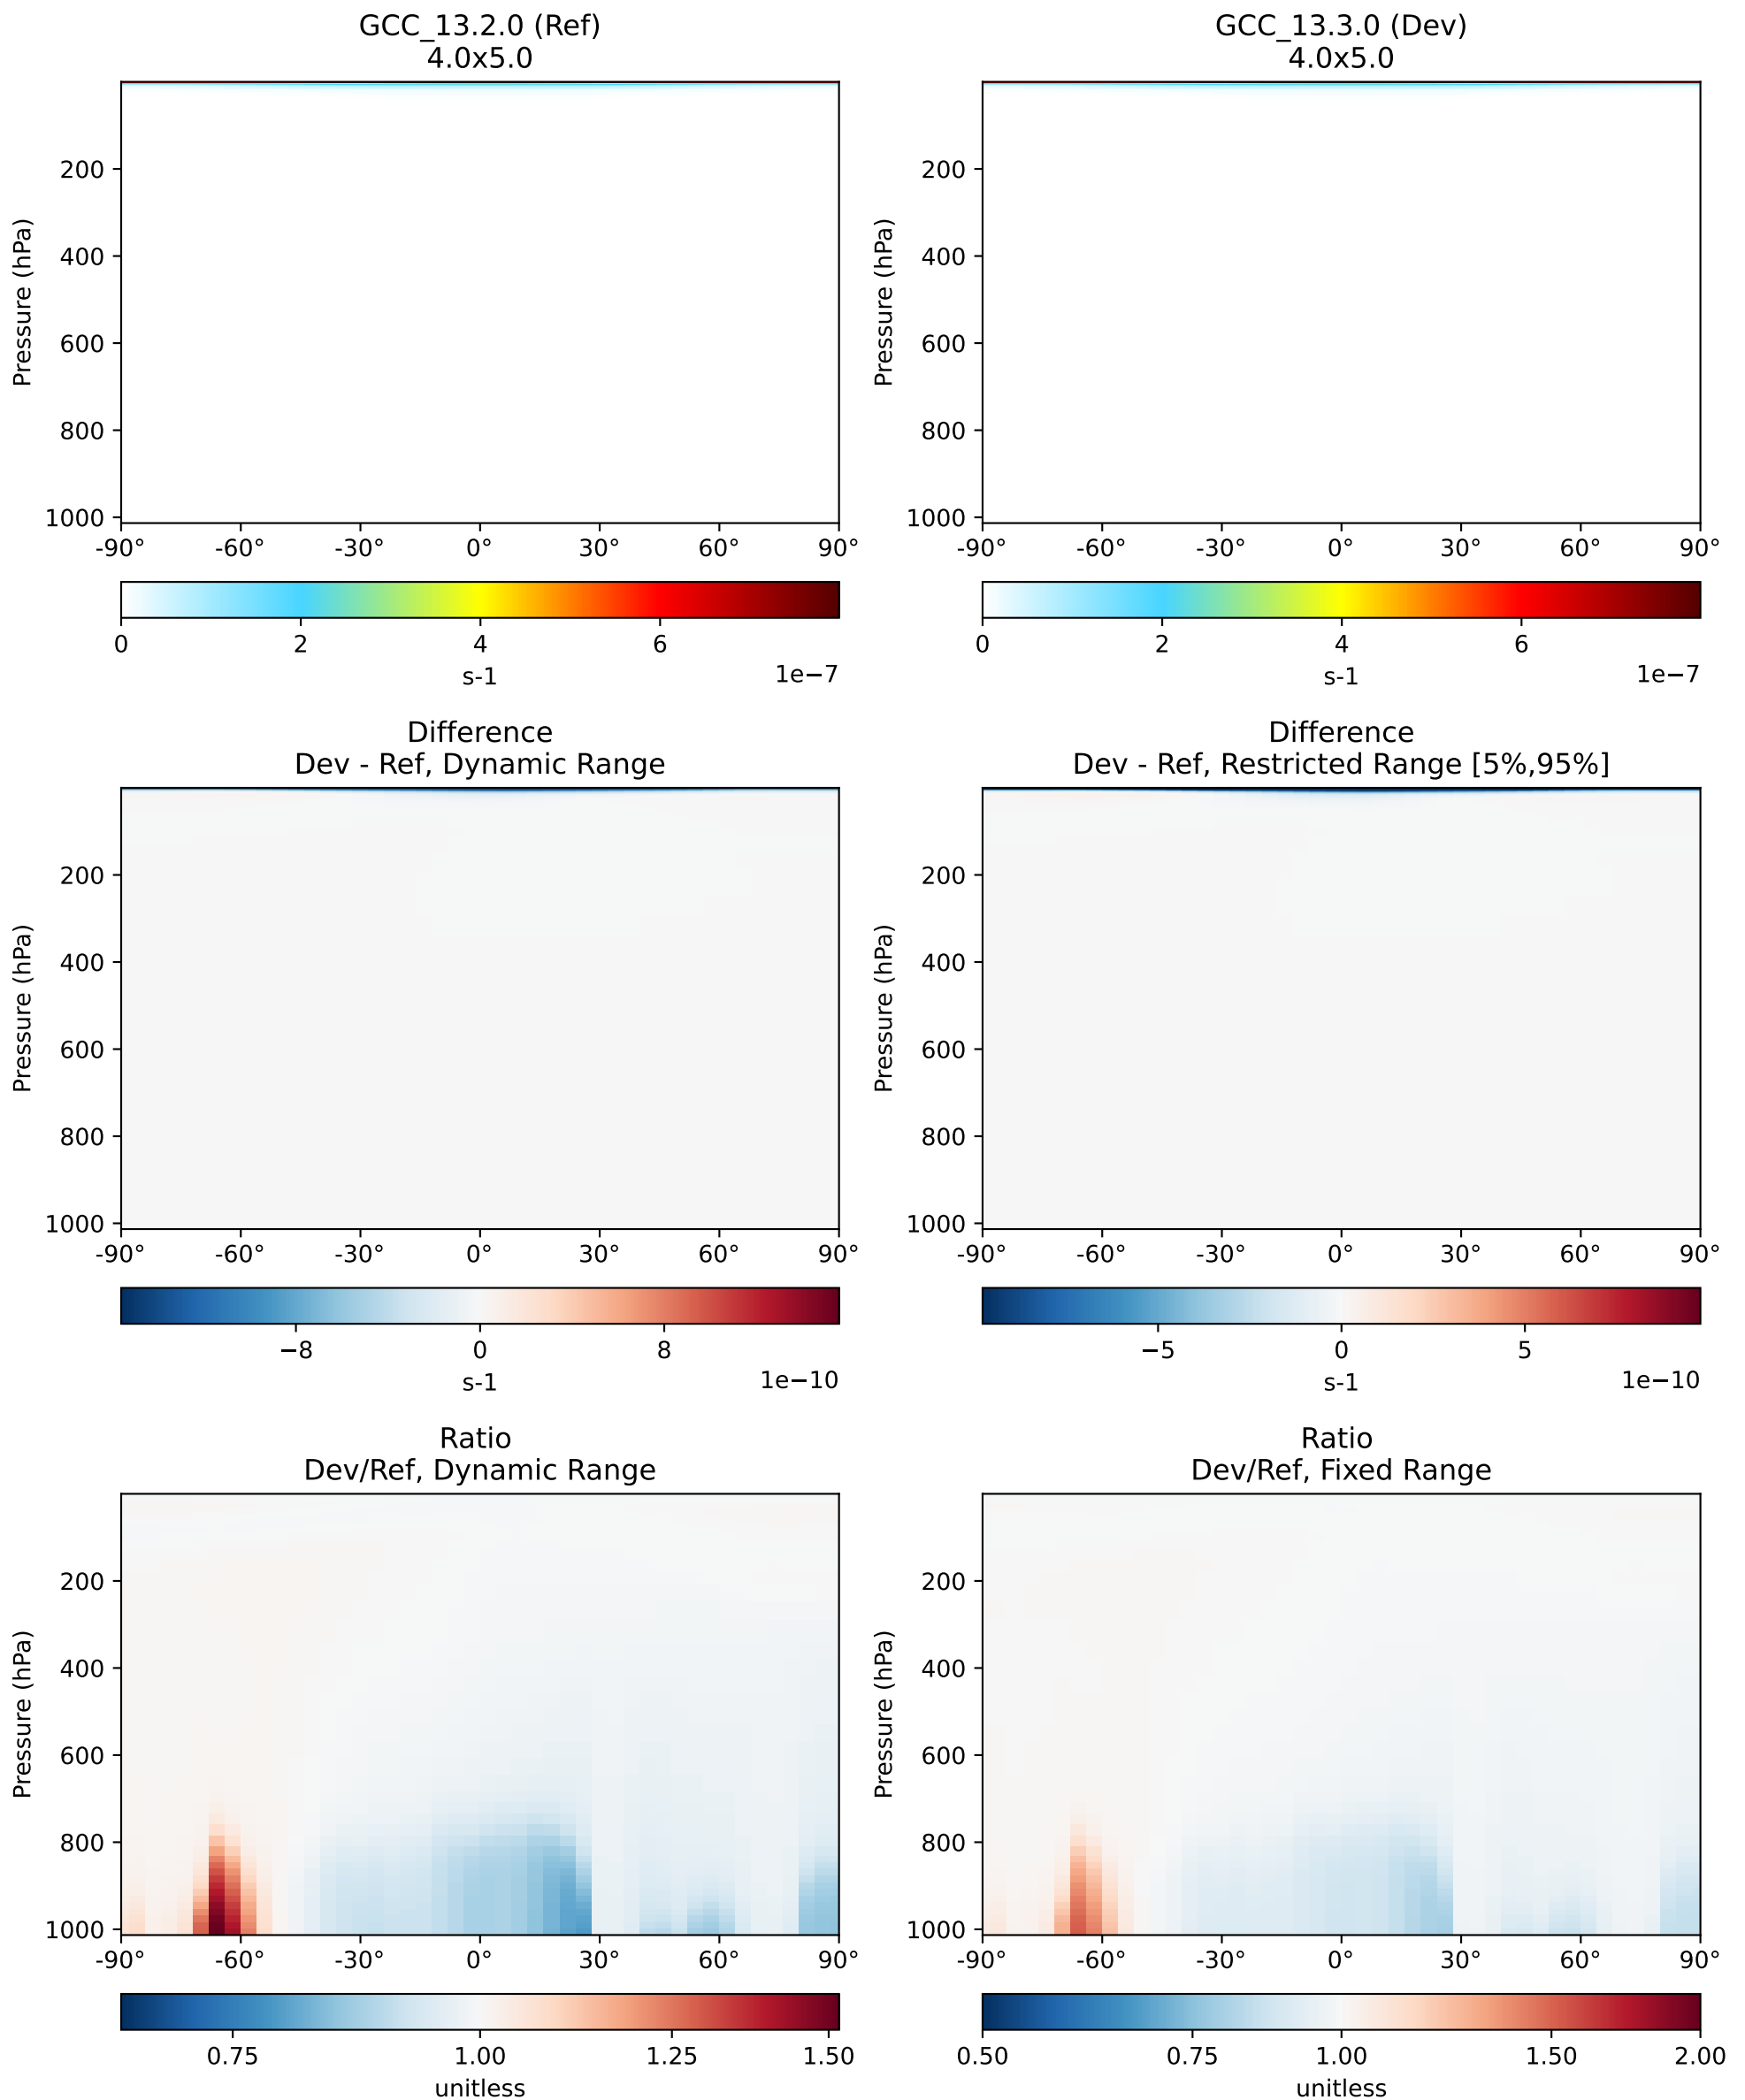 GCC_13.2.0 (Ref)
4.0x5.0
Pressure (hPa)
200
400
600
800
1000
-90° -60° -30° 0° 30° 60° 90°
0 2 4 6
s-1
1e−7
GCC_13.3.0 (Dev)
4.0x5.0
Pressure (hPa)
200
400
600
800
1000
-90° -60° -30° 0° 30° 60° 90°
0 2 4 6
s-1
1e−7
Difference
Dev - Ref, Dynamic Range
Pressure (hPa)
200
400
600
800
1000
-90° -60° -30° 0° 30° 60° 90°
−8 0 8
s-1
1e−10
Difference
Dev - Ref, Restricted Range [5%,95%]
Pressure (hPa)
200
400
600
800
1000
-90° -60° -30° 0° 30° 60° 90°
−5 0 5
s-1
1e−10
Ratio
Dev/Ref, Dynamic Range
Pressure (hPa)
200
400
600
800
1000
-90° -60° -30° 0° 30° 60° 90°
0.75 1.00 1.25 1.50
unitless
Ratio
Dev/Ref, Fixed Range
Pressure (hPa)
200
400
600
800
1000
-90° -60° -30° 0° 30° 60° 90°
0.50 0.75 1.00 1.50 2.00
unitless